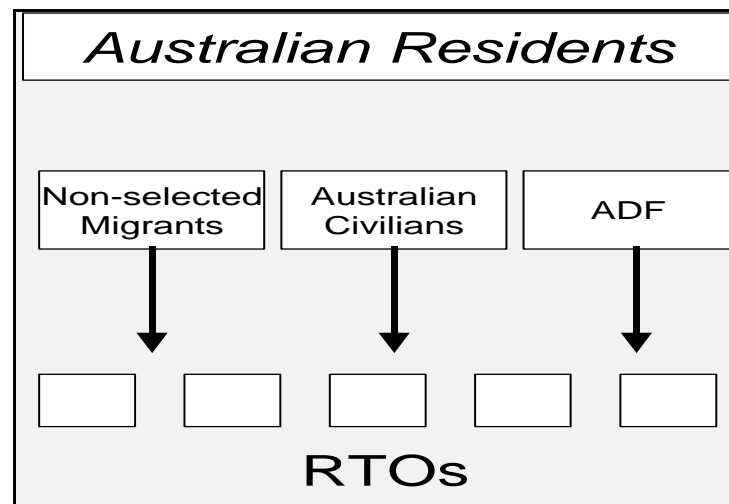 Australian Residents
Non-selected
Migrants
Australian
Civilians
ADF
RTOs